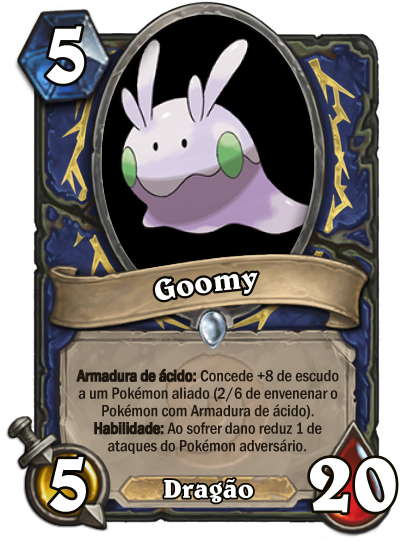 5
Goomy
Armadura de ácido: Concede +8 de escudo
a um Pokémon aliado (2/6 de envenenar o
Pokémon com Armadura de ácido).
Habilidade: Ao sofrer dano reduz 1 de
ataques do Pokémon adversário.
5
Dragão
20